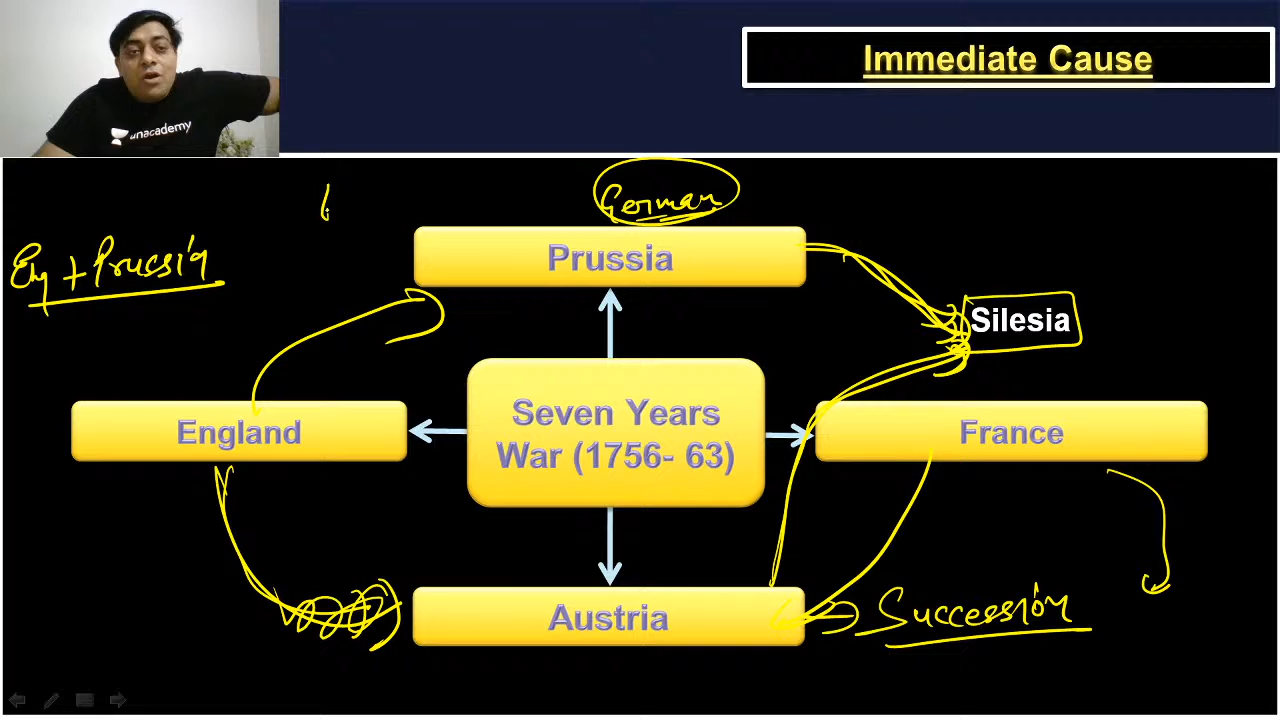 Immediate Cause
unacademy
German
Eng + Prussia
Prussia
Silesia
England
Seven Years
War (1756- 63)
France
Austria
Succession